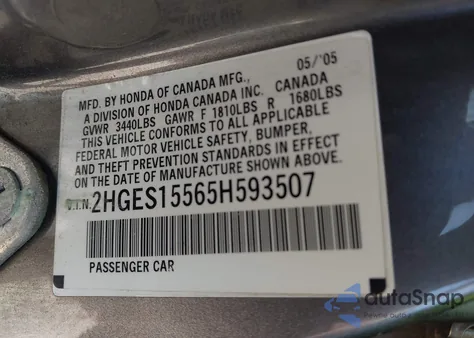 05/'05
MFD. BY HONDA OF CANADA MFG.,
A DIVISION OF HONDA CANADA INC. CANADA
GVWR 3440LBS GAWR F 1810LBS R 1680LBS
THIS VEHICLE CONFORMS TO ALL APPLICABLE
FEDERAL MOTOR VEHICLE SAFETY, BUMPER,
AND THEFT PREVENTION STANDARDS IN EFFECT
ON THE DATE OF MANUFACTURE SHOWN ABOVE.
V.I.N: 2HGES15565H593507
PASSENGER CAR
autaSnap